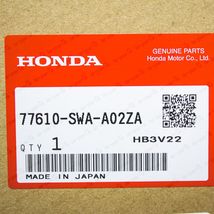 HONDA
GENUINE PARTS
Honda Motor Co., Ltd.
77610-SWA-A02ZA
QTY 1
HB3V22
MADE IN JAPAN